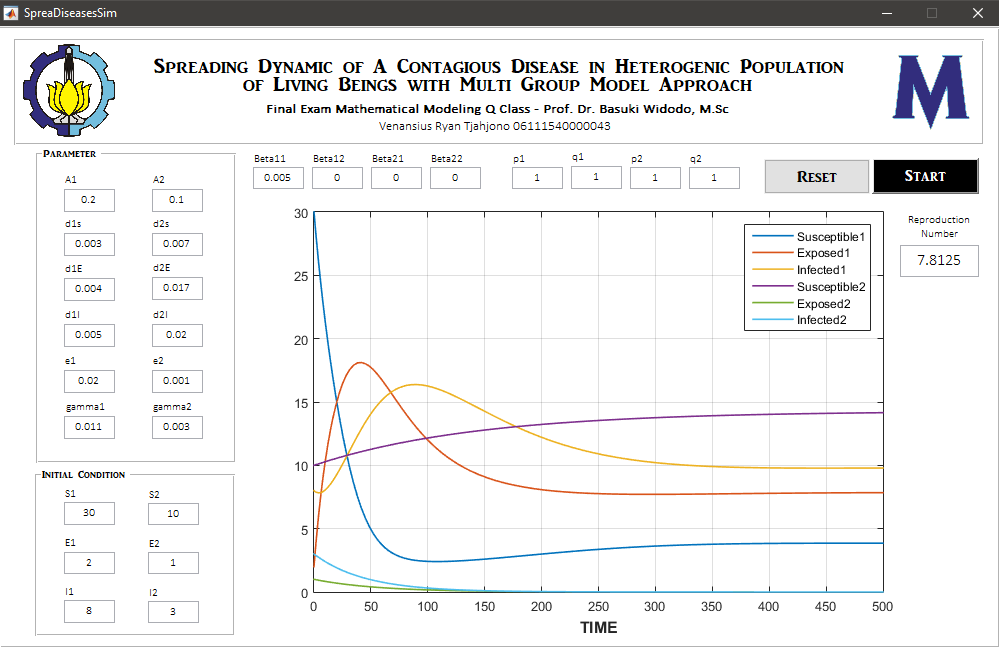 SpreaDiseasesSim
Spreading Dynamic of A Contagious Disease in Heterogenic Population
of Living Beings with Multi Group Model Approach
Final Exam Mathematical Modeling Q Class - Prof. Dr. Basuki Widodo, M.Sc
Venansius Ryan Tjahjono 06111540000043
M
Parameter
A1 A2
0.2 0.1
d1s d2s
0.003 0.007
d1E d2E
0.004 0.017
d1I d2I
0.005 0.02
e1 e2
0.02 0.001
gamma1 gamma2
0.011 0.003
Initial Condition
S1 S2
30 10
E1 E2
2 1
I1 I2
8 3
Beta11 Beta12 Beta21 Beta22 p1 q1 p2 q2
0.005 0 0 0 1 1 1 1
Reset Start
Reproduction
Number
7.8125
30
25
20
15
10
5
0
Susceptible1
Exposed1
Infected1
Susceptible2
Exposed2
Infected2
0 50 100 150 200 250 300 350 400 450 500
TIME